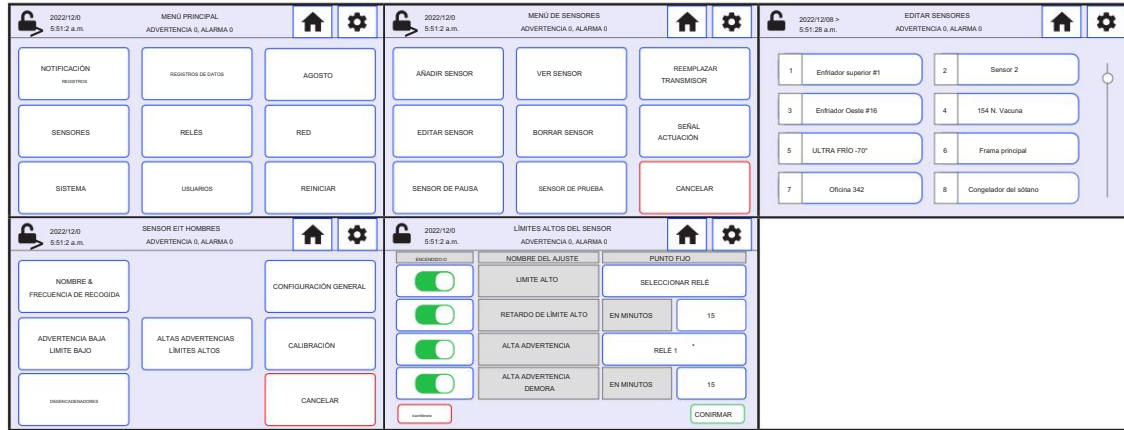 2022/12/0
5:51:2 a.m.
MENÚ PRINCIPAL
ADVERTENCIA 0, ALARMA 0
NOTIFICACIÓN
REGISTROS
REGISTROS DE DATOS
AGOSTO
SENSORES
RELÉS
RED
SISTEMA
USUARIOS
REINICIAR
2022/12/0
5:51:2 a.m.
MENÚ DE SENSORES
ADVERTENCIA 0, ALARMA 0
AÑADIR SENSOR
VER SENSOR
REEMPLAZAR
TRANSMISOR
EDITAR SENSOR
BORRAR SENSOR
SEÑAL
ACTUACIÓN
SENSOR DE PAUSA
SENSOR DE PRUEBA
CANCELAR
2022/12/08 >
5:51:28 a.m.
EDITAR SENSORES
ADVERTENCIA 0, ALARMA 0
1 Enfriador superior #1
2 Sensor 2
3 Enfriador Oeste #16
4 154 N. Vacuna
5 ULTRA FRÍO -70°
6 Frama principal
7 Oficina 342
8 Congelador del sótano
2022/12/0
5:51:2 a.m.
SENSOR EIT HOMBRES
ADVERTENCIA 0, ALARMA 0
NOMBRE &
FRECUENCIA DE RECOGIDA
CONFIGURACIÓN GENERAL
ADVERTENCIA BAJA
LIMITE BAJO
ALTAS ADVERTENCIAS
LÍMITES ALTOS
CALIBRACIÓN
DESENCADENADORES
CANCELAR
2022/12/0
5:51:2 a.m.
LÍMITES ALTOS DEL SENSOR
ADVERTENCIA 0, ALARMA 0
ENCENDIDO-O
NOMBRE DEL AJUSTE
PUNTO FIJO
LIMITE ALTO
SELECCIONAR RELÉ
RETARDO DE LÍMITE ALTO
EN MINUTOS
15
ALTA ADVERTENCIA
RELÉ 1 *
ALTA ADVERTENCIA
DEMORA
EN MINUTOS
15
CONIRMAR